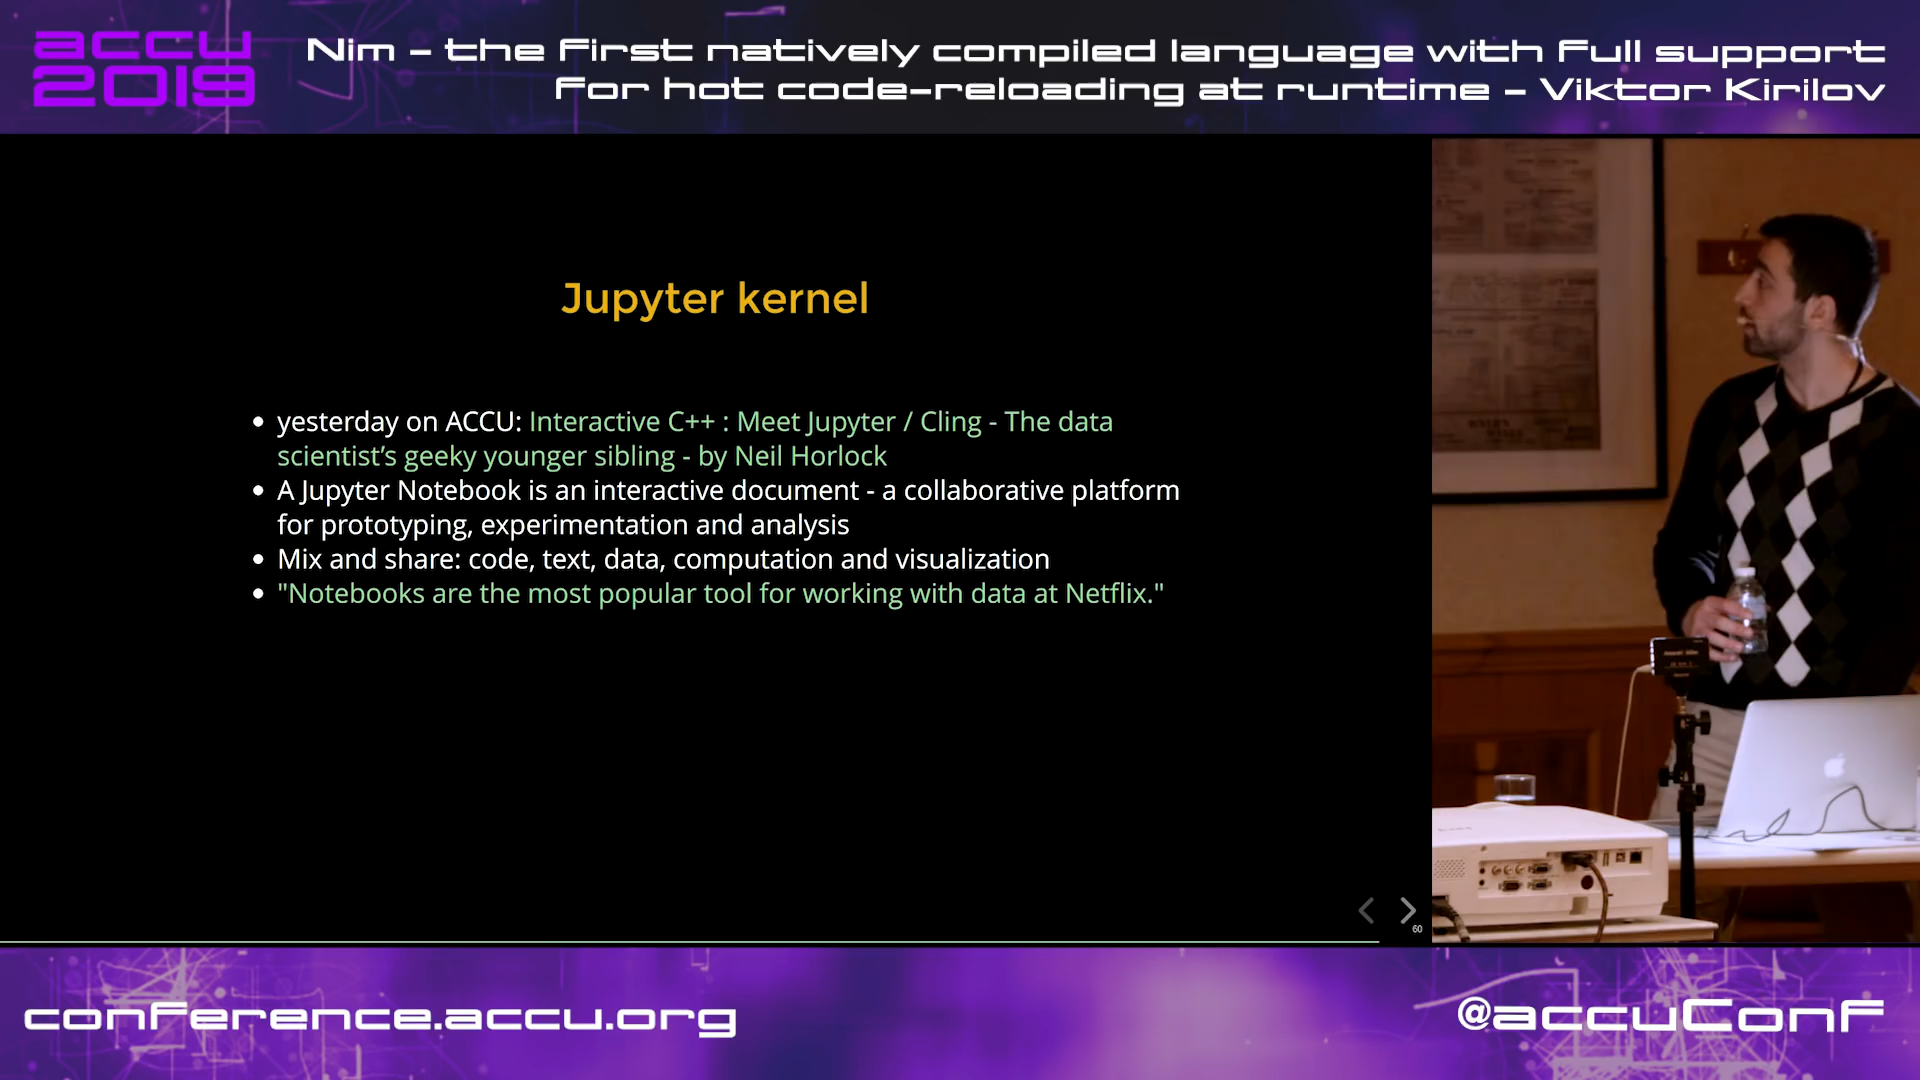 accu
2019
Nim - the first natively compiled language with full support
for hot code-reloading at runtime - Viktor Kirilov
Jupyter kernel
• yesterday on ACCU: Interactive C++ : Meet Jupyter / Cling - The data
scientist’s geeky younger sibling - by Neil Horlock
• A Jupyter Notebook is an interactive document - a collaborative platform
for prototyping, experimentation and analysis
• Mix and share: code, text, data, computation and visualization
• "Notebooks are the most popular tool for working with data at Netflix."
60
conference.accu.org
@accuConf